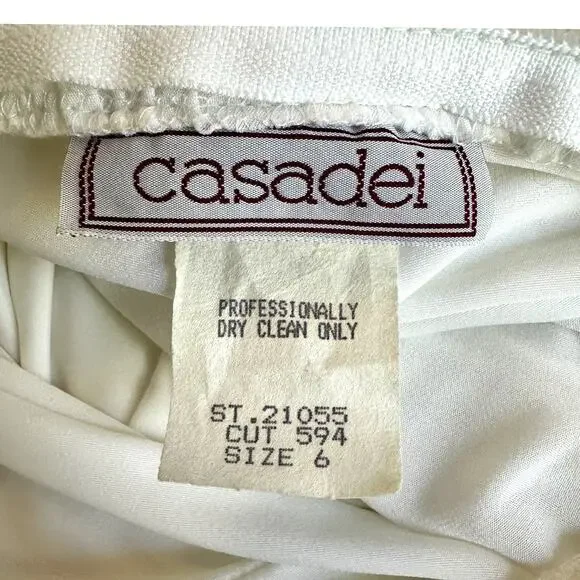 casadei
PROFESSIONALLY
DRY CLEAN ONLY
ST.21055
CUT 594
SIZE 6